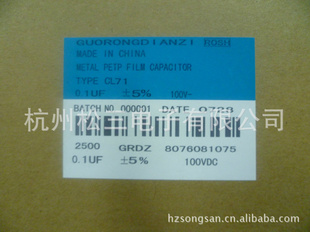 GUORONGDIANZI ROSH
MADE IN CHINA
METAL PETP FILM CAPACITOR
TYPE CL71
0.1UF ±5% 100V-
BATCH NO 000001 DATE 0728
杭州松三电子有限公司
2500 GRDZ 8076081075
0.1UF ±5% 100VDC
hzsongsan.cn.alibaba.com